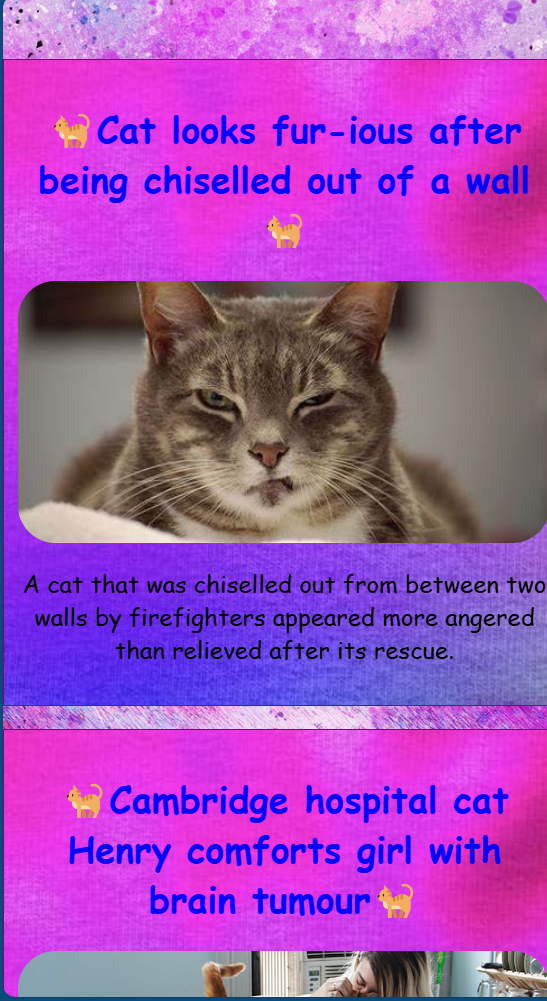 Cat looks fur-ious after
being chiselled out of a wall
A cat that was chiselled out from between two
walls by firefighters appeared more angered
than relieved after its rescue.
Cambridge hospital cat
Henry comforts girl with
brain tumour